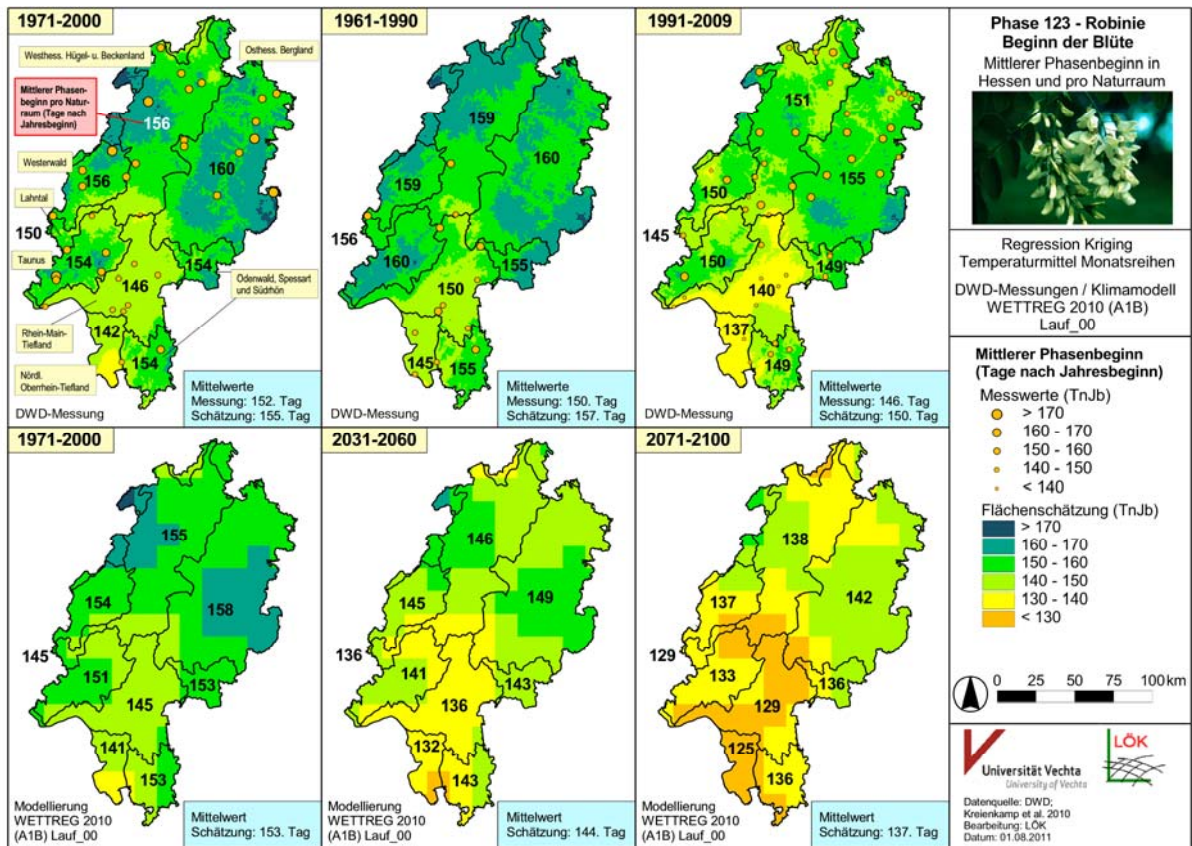 1971-2000
Westhess. Hügel- u. Beckenland
Osthess. Bergland
Mittlerer Phasen-
beginn pro Natur-
raum (Tage nach
Jahresbeginn)
156
160
Westerwald
156
Lahntal
150
Taunus
154
154
146
Odenwald, Spessart
und Südrhön
Rhein-Main-
Tiefland
142
154
Nördl.
Oberrhein-Tiefland
DWD-Messung
Mittelwerte
Messung: 152. Tag
Schätzung: 155. Tag
1961-1990
159
160
159
156
160
155
150
145
155
DWD-Messung
Mittelwerte
Messung: 150. Tag
Schätzung: 157. Tag
1991-2009
151
155
150
145
150
149
140
137
149
DWD-Messung
Mittelwerte
Messung: 146. Tag
Schätzung: 150. Tag
1971-2000
155
154
158
145
151
153
145
141
153
Modellierung
WETTREG 2010
(A1B) Lauf_00
Mittelwert
Schätzung: 153. Tag
2031-2060
146
145
149
136
141
143
136
132
143
Modellierung
WETTREG 2010
(A1B) Lauf_00
Mittelwert
Schätzung: 144. Tag
2071-2100
138
137
142
129
133
136
129
125
136
Modellierung
WETTREG 2010
(A1B) Lauf_00
Mittelwert
Schätzung: 137. Tag
Phase 123 - Robinie
Beginn der Blüte
Mittlerer Phasenbeginn in
Hessen und pro Naturraum
Regression Kriging
Temperaturmittel Monatsreihen
DWD-Messungen / Klimamodell
WETTREG 2010 (A1B)
Lauf_00
Mittlerer Phasenbeginn
(Tage nach Jahresbeginn)
Messwerte (TnJb)
> 170
160 - 170
150 - 160
140 - 150
< 140
Flächenschätzung (TnJb)
> 170
160 - 170
150 - 160
140 - 150
130 - 140
< 130
0 25 50 75 100 km
Universität Vechta
University of Vechta
LÖK
Datenquelle: DWD;
Kreienkamp et al. 2010
Bearbeitung: LÖK
Datum: 01.08.2011